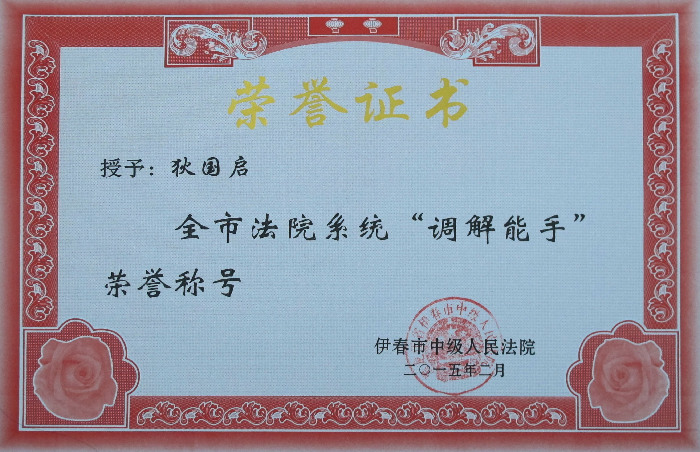 荣誉证书
授予：狄国启
全市法院系统“调解能手”
荣誉称号
伊春市中级人民法院
二〇一五年二月